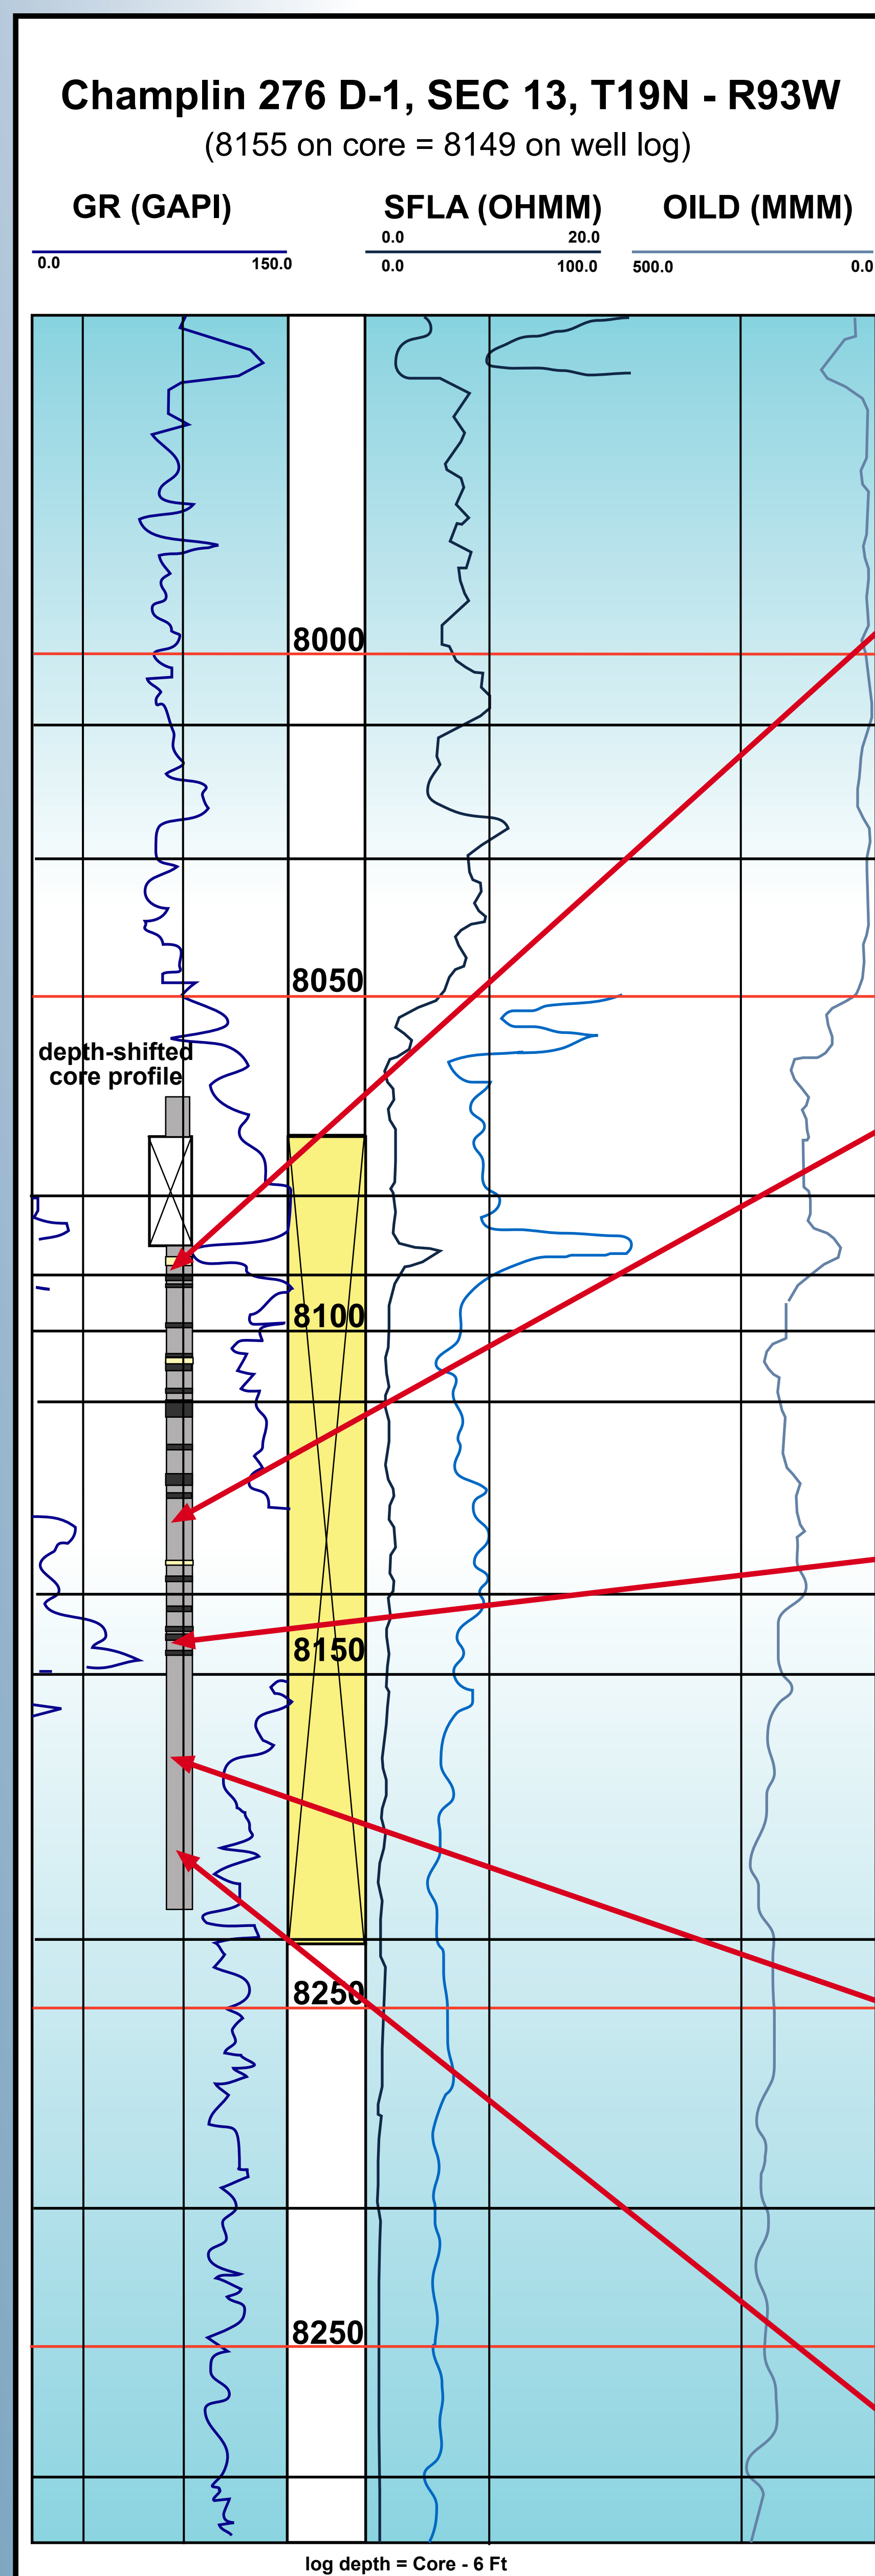 Champlin 276 D-1, SEC 13, T19N - R93W
(8155 on core = 8149 on well log)
GR (GAPI) SFLA (OHMM) OILD (MMM)
0.0 20.0
0.0 150.0 0.0 100.0 500.0 0.0
8000
8050
depth-shifted
core profile
8100
8150
8250
8250
log depth = Core - 6 Ft